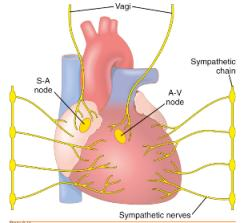 Vagi
Sympathetic
chain
S-A
node
A-V
node
Sympathetic nerves